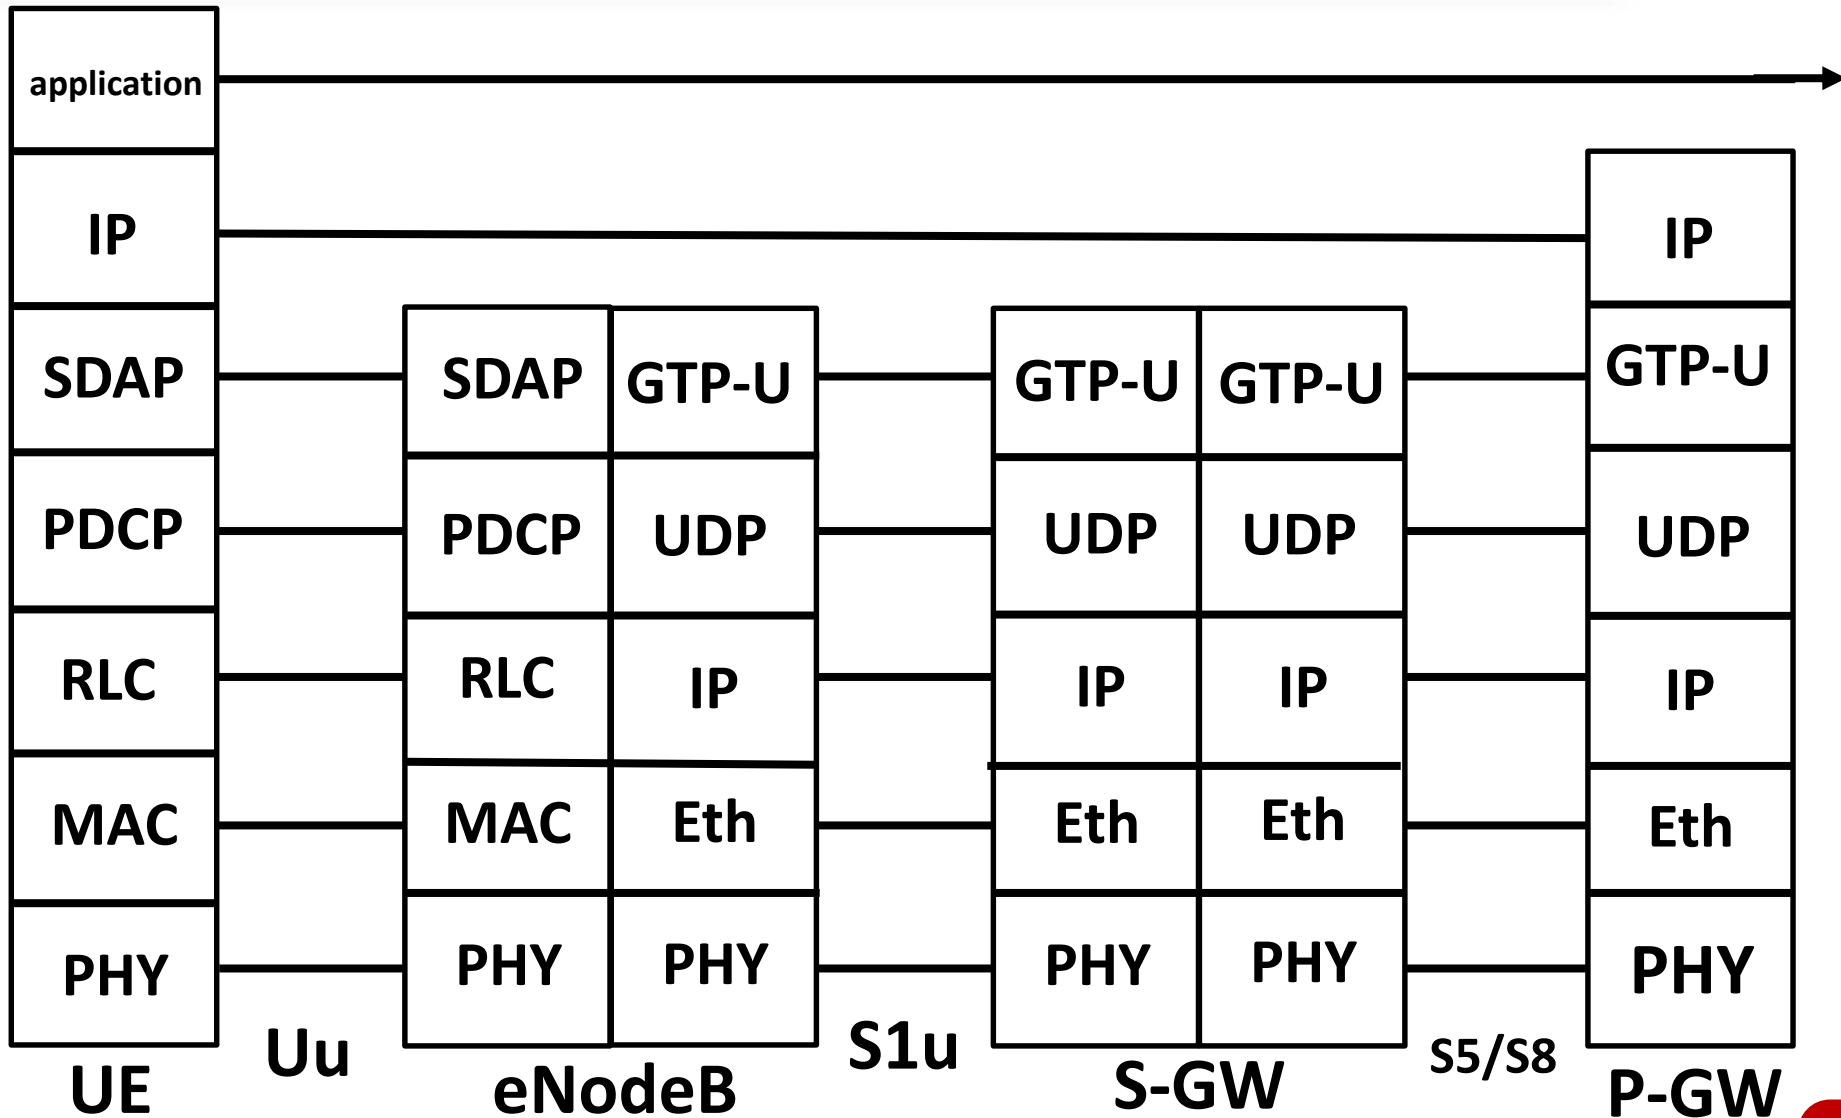 application
IP
IP
SDAP
SDAP
GTP-U
GTP-U
GTP-U
GTP-U
PDCP
PDCP
UDP
UDP
UDP
UDP
RLC
RLC
IP
IP
IP
IP
MAC
MAC
Eth
Eth
Eth
Eth
PHY
PHY
PHY
PHY
PHY
PHY
Uu
S1u
S5/S8
UE
eNodeB
S-GW
P-GW